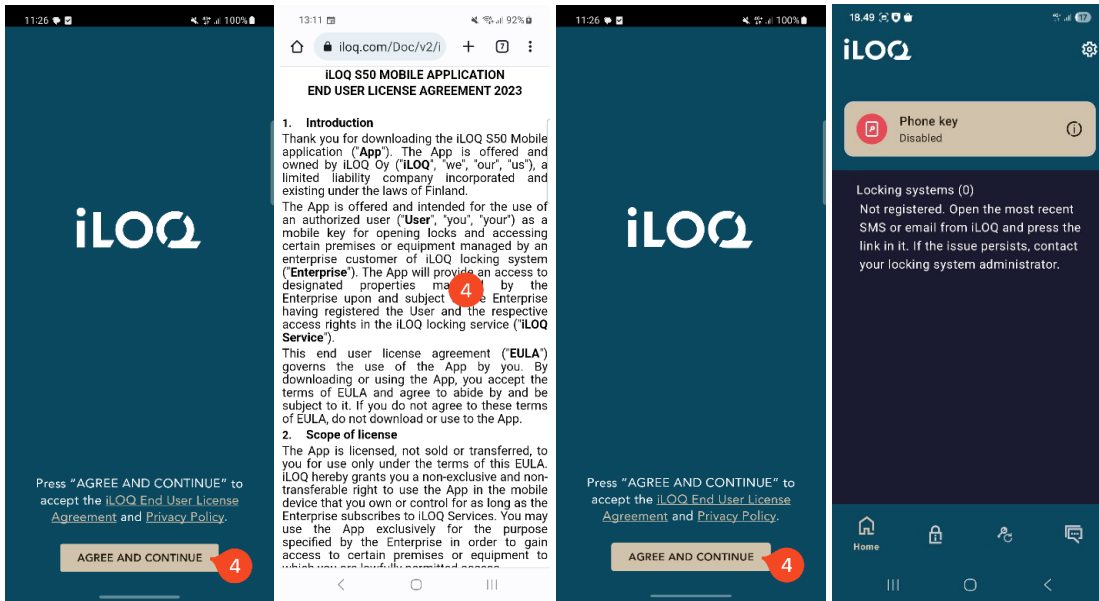 11:26 100%
iLOQ
Press "AGREE AND CONTINUE" to
accept the iLOQ End User License
Agreement and Privacy Policy.
AGREE AND CONTINUE
4
13:11 92%
iloq.com/Doc/v2/i
7
iLOQ S50 MOBILE APPLICATION
END USER LICENSE AGREEMENT 2023
1. Introduction
Thank you for downloading the iLOQ S50 Mobile
application ("App"). The App is offered and
owned by iLOQ Oy ("iLOQ", "we", "our", "us"), a
limited liability company incorporated and
existing under the laws of Finland.
The App is offered and intended for the use of
an authorized user ("User", "you", "your") as a
mobile key for opening locks and accessing
certain premises or equipment managed by an
enterprise customer of iLOQ locking system
("Enterprise"). The App will provide an access to
designated properties by the
Enterprise upon and subject Enterprise
having registered the User and the respective
access rights in the iLOQ locking service ("iLOQ
Service").
4
This end user license agreement ("EULA")
governs the use of the App by you. By
downloading or using the App, you accept the
terms of EULA and agree to abide by and be
subject to it. If you do not agree to these terms
of EULA, do not download or use to the App.
2. Scope of license
The App is licensed, not sold or transferred, to
you for use only under the terms of this EULA.
iLOQ hereby grants you a non-exclusive and non-
transferable right to use the App in the mobile
device that you own or control for as long as the
Enterprise subscribes to iLOQ Services. You may
use the App exclusively for the purpose
specified by the Enterprise in order to gain
access to certain premises or equipment to
which you are lawfully permitted access.
11:26 100%
iLOQ
Press "AGREE AND CONTINUE" to
accept the iLOQ End User License
Agreement and Privacy Policy.
AGREE AND CONTINUE
4
18.49 17
iLOQ
Phone key
Disabled
Locking systems (0)
Not registered. Open the most recent
SMS or email from iLOQ and press the
link in it. If the issue persists, contact
your locking system administrator.
Home